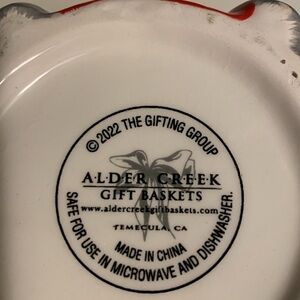 © 2022 THE GIFTING GROUP
ALDER CREEK
GIFT BASKETS
www.aldercreekgiftbaskets.com
TEMECULA, CA
MADE IN CHINA
SAFE FOR USE IN MICROWAVE AND DISHWASHER.